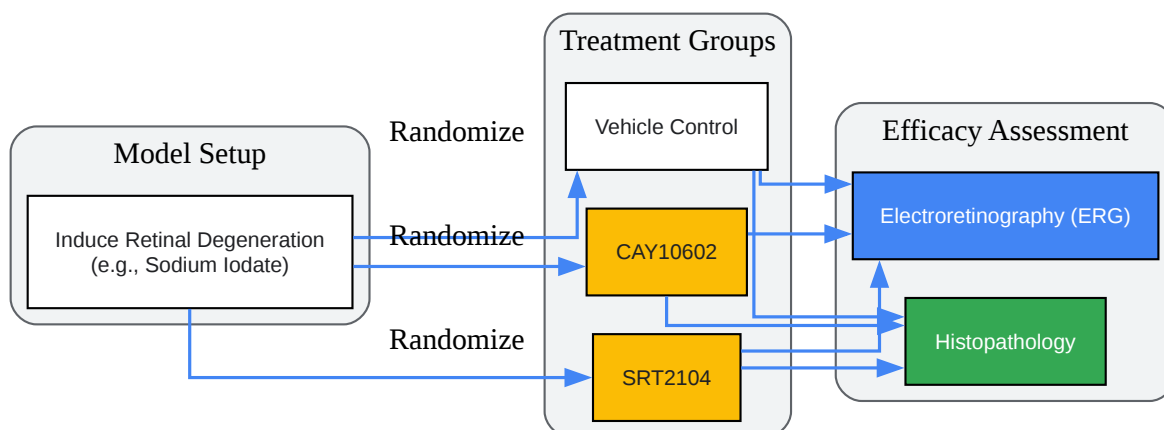 Model Setup
Induce Retinal Degeneration
(e.g., Sodium Iodate)
Randomize
Randomize
Randomize
Treatment Groups
Vehicle Control
CAY10602
SRT2104
Efficacy Assessment
Electroretinography (ERG)
Histopathology